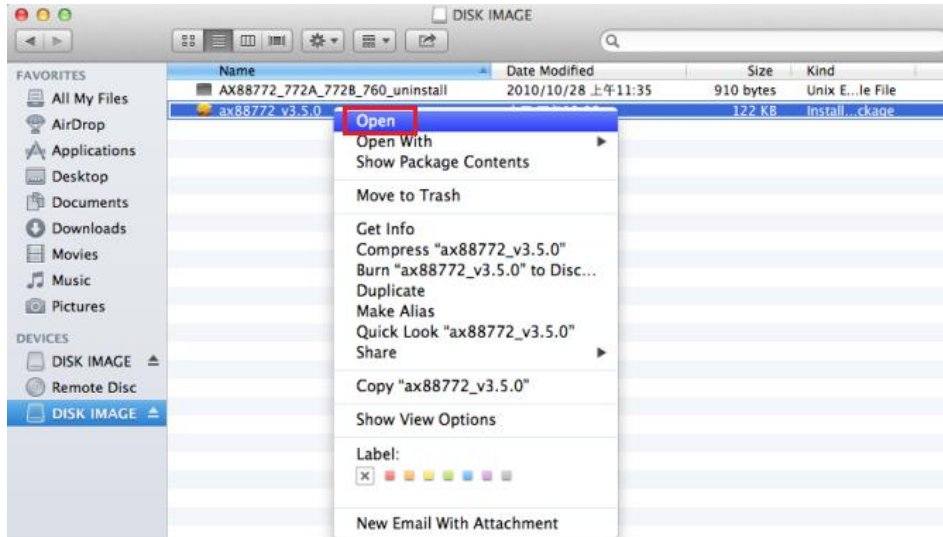 DISK IMAGE
FAVORITES
All My Files
AirDrop
Applications
Desktop
Documents
Downloads
Movies
Music
Pictures
DEVICES
DISK IMAGE
Remote Disc
DISK IMAGE
Name Date Modified Size Kind
AX88772_772A_772B_760_uninstall 2010/10/28 上午11:35 910 bytes Unix E...le File
ax88772_v3.5.0 122 KB Install...ckage
Open
Open With
Show Package Contents
Move to Trash
Get Info
Compress “ax88772_v3.5.0”
Burn “ax88772_v3.5.0” to Disc...
Duplicate
Make Alias
Quick Look “ax88772_v3.5.0”
Share
Copy “ax88772_v3.5.0”
Show View Options
Label:
New Email With Attachment